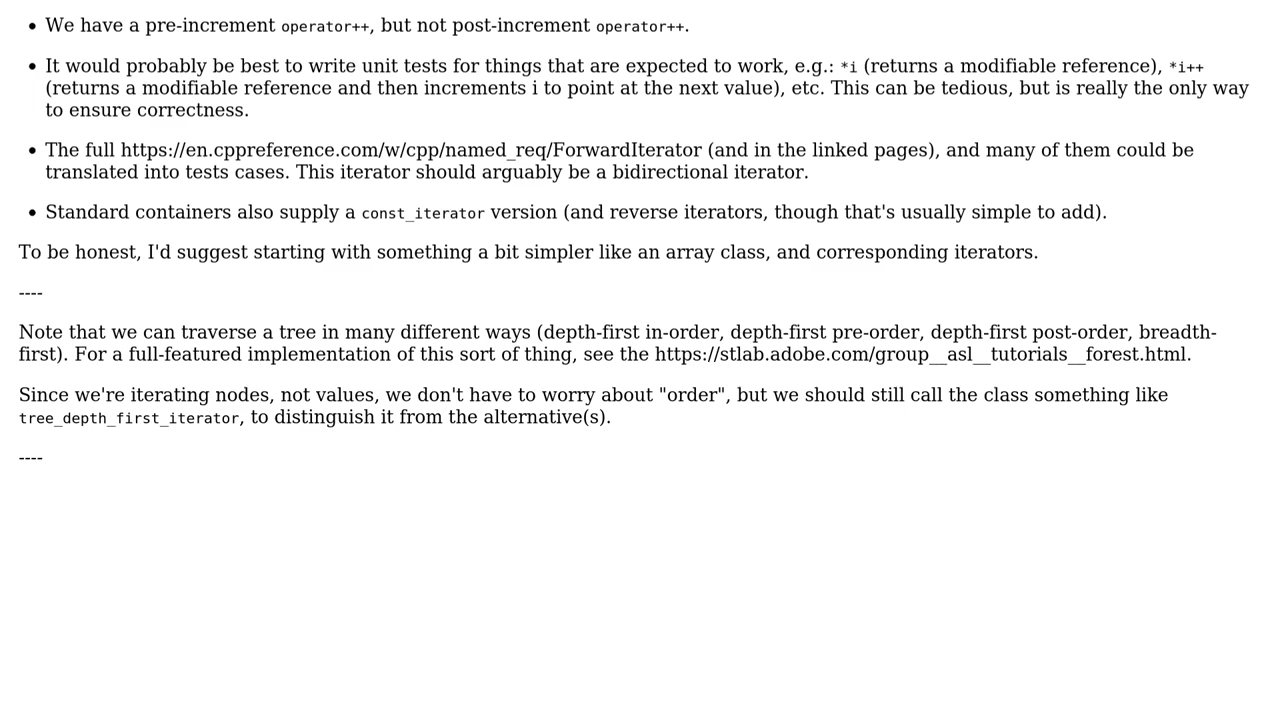 • We have a pre-increment operator++, but not post-increment operator++.
• It would probably be best to write unit tests for things that are expected to work, e.g.: *i (returns a modifiable reference), *i++
(returns a modifiable reference and then increments i to point at the next value), etc. This can be tedious, but is really the only way
to ensure correctness.
• The full https://en.cppreference.com/w/cpp/named_req/ForwardIterator (and in the linked pages), and many of them could be
translated into tests cases. This iterator should arguably be a bidirectional iterator.
• Standard containers also supply a const_iterator version (and reverse iterators, though that's usually simple to add).
To be honest, I'd suggest starting with something a bit simpler like an array class, and corresponding iterators.
----
Note that we can traverse a tree in many different ways (depth-first in-order, depth-first pre-order, depth-first post-order, breadth-
first). For a full-featured implementation of this sort of thing, see the https://stlab.adobe.com/group__asl__tutorials__forest.html.
Since we're iterating nodes, not values, we don't have to worry about "order", but we should still call the class something like
tree_depth_first_iterator, to distinguish it from the alternative(s).
----